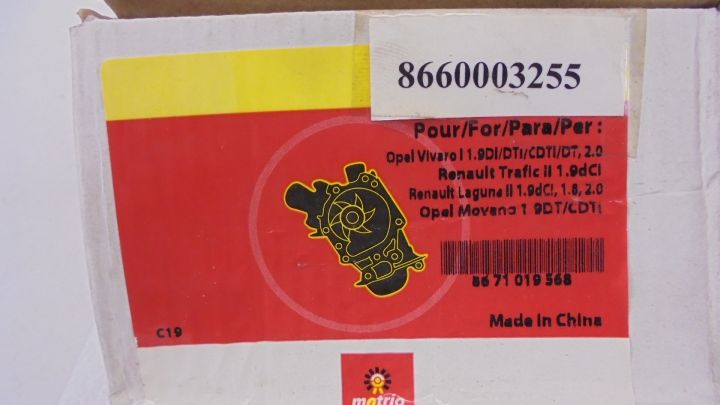 8660003255
Pour/For/Para/Per :
Opel Vivaro I 1.9DI/DTI/CDTI/DT, 2.0
Renault Trafic II 1.9dCi
Renault Laguna II 1.9dCi, 1.8, 2.0
Opel Movano 1 9DT/CDTI
86 71 019 568
Made in China
C19
motrio